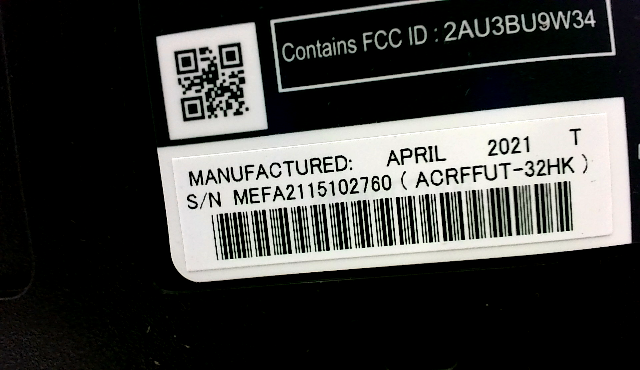 Contains FCC ID : 2AU3BU9W34
MANUFACTURED: APRIL 2021 T
S/N MEFA2115102760 ( ACRFFUT-32HK )